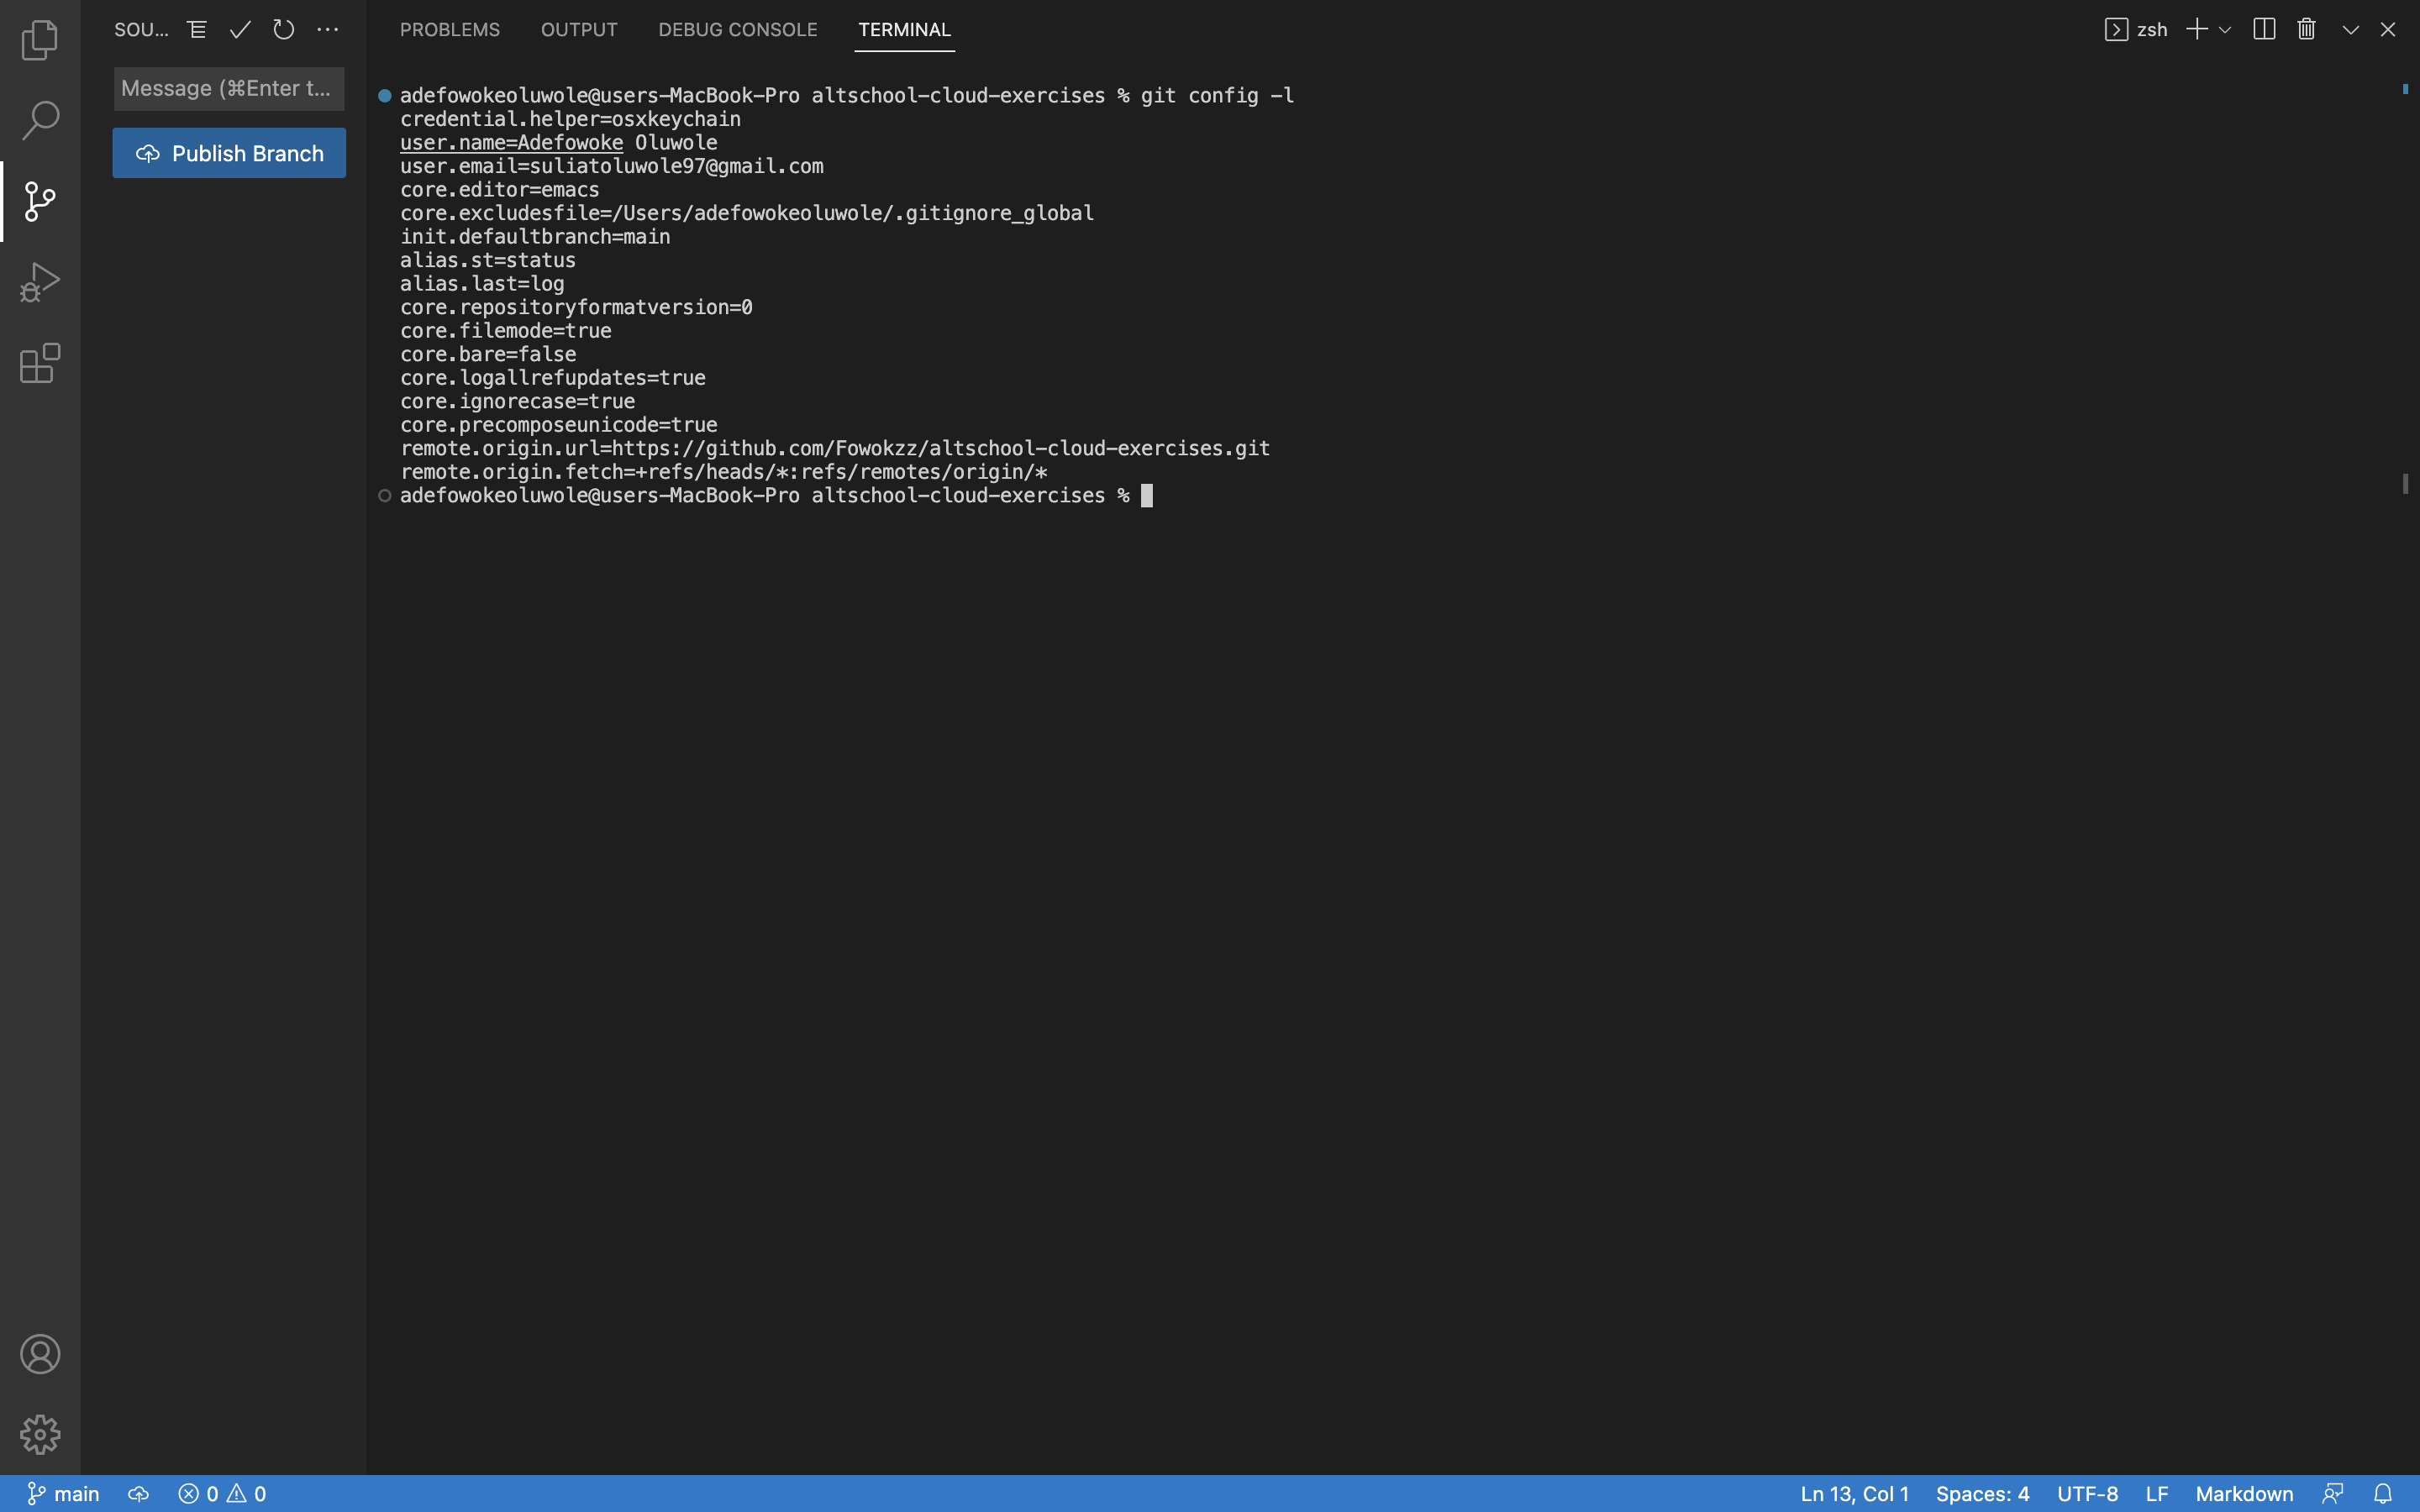 SOU...
Message (⌘Enter t...
Publish Branch
PROBLEMS OUTPUT DEBUG CONSOLE TERMINAL
zsh
adefowokeoluwole@users-MacBook-Pro altschool-cloud-exercises % git config -l
credential.helper=osxkeychain
user.name=Adefowoke Oluwole
user.email=suliatoluwole97@gmail.com
core.editor=emacs
core.excludesfile=/Users/adefowokeoluwole/.gitignore_global
init.defaultbranch=main
alias.st=status
alias.last=log
core.repositoryformatversion=0
core.filemode=true
core.bare=false
core.logallrefupdates=true
core.ignorecase=true
core.precomposeunicode=true
remote.origin.url=https://github.com/Fowokzz/altschool-cloud-exercises.git
remote.origin.fetch=+refs/heads/*:refs/remotes/origin/*
adefowokeoluwole@users-MacBook-Pro altschool-cloud-exercises %
main 0 0
Ln 13, Col 1 Spaces: 4 UTF-8 LF Markdown